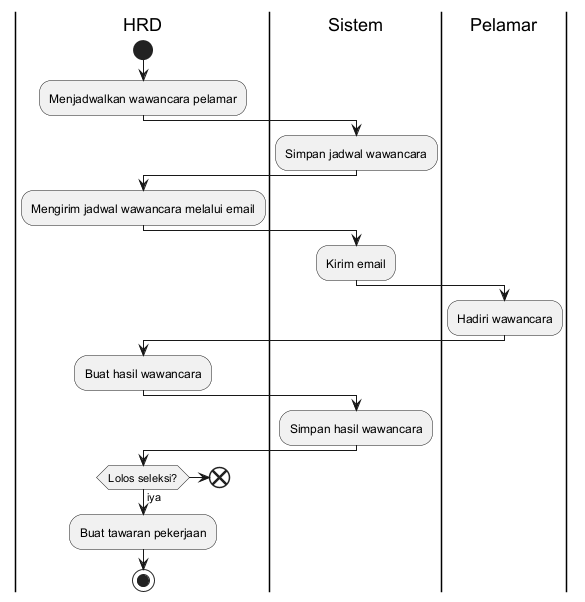 HRD
Sistem
Pelamar
Menjadwalkan wawancara pelamar
Simpan jadwal wawancara
Mengirim jadwal wawancara melalui email
Kirim email
Hadiri wawancara
Buat hasil wawancara
Simpan hasil wawancara
Lolos seleksi?
iya
Buat tawaran pekerjaan